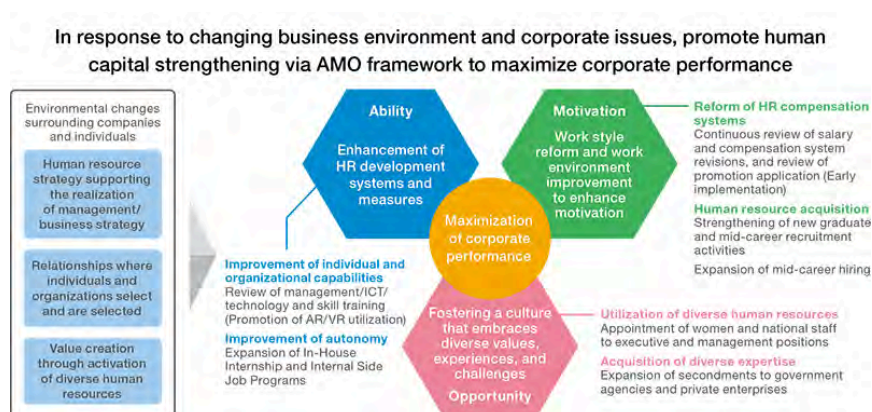 In response to changing business environment and corporate issues, promote human
capital strengthening via AMO framework to maximize corporate performance
Environmental changes
surrounding companies
and individuals
Human resource
strategy supporting
the realization
of management/
business strategy
Relationships where
individuals and
organizations select
and are selected
Value creation
through activation
of diverse human
resources
Ability
Enhancement of
HR development
systems and
measures
Improvement of individual and
organizational capabilities
Review of management/ICT/
technology and skill training
(Promotion of AR/VR utilization)
Improvement of autonomy
Expansion of In-House
Internship and Internal Side
Job Programs
Motivation
Work style
reform and work
environment
improvement
to enhance
motivation
Reform of HR compensation
systems
Continuous review of salary
and compensation system
revisions, and review of
promotion application (Early
implementation)
Human resource acquisition
Strengthening of new graduate
and mid-career recruitment
activities
Expansion of mid-career hiring
Maximization
of corporate
performance
Fostering a culture
that embraces
diverse values,
experiences, and
challenges
Opportunity
Utilization of diverse human resources
Appointment of women and national staff
to executive and management positions
Acquisition of diverse expertise
Expansion of secondments to government
agencies and private enterprises